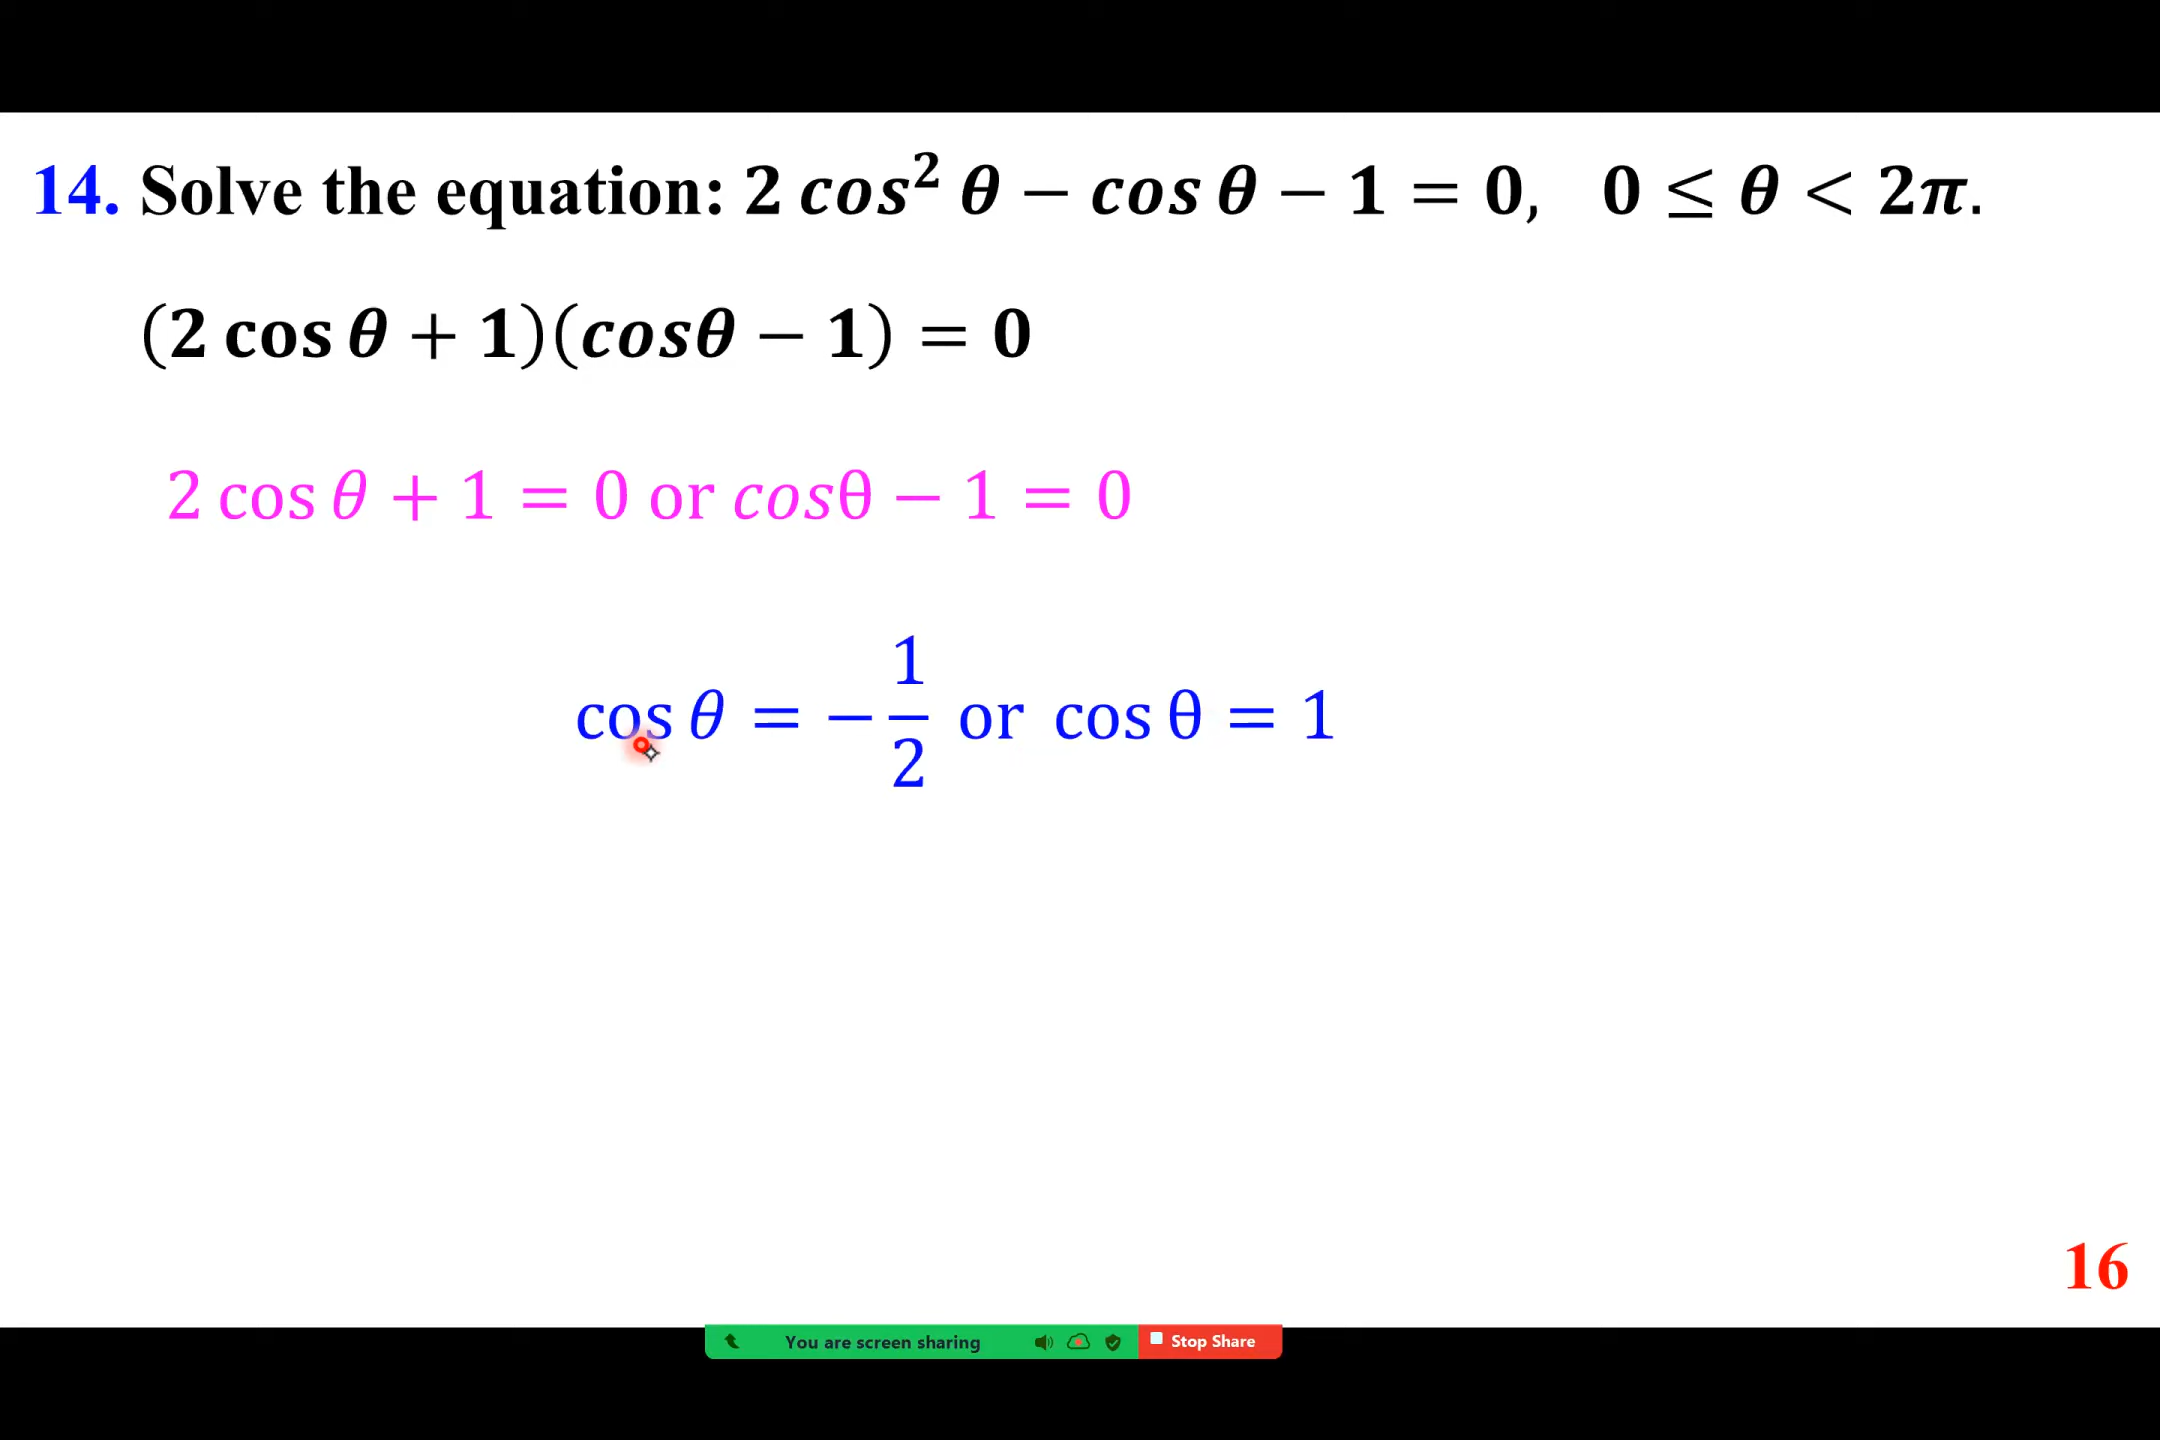 14. Solve the equation: 2 cos² θ − cos θ − 1 = 0, 0 ≤ θ < 2π.
(2 cos θ + 1)(cosθ − 1) = 0
2 cos θ + 1 = 0 or cosθ − 1 = 0
cos θ = −1/2 or cos θ = 1
16
You are screen sharing Stop Share